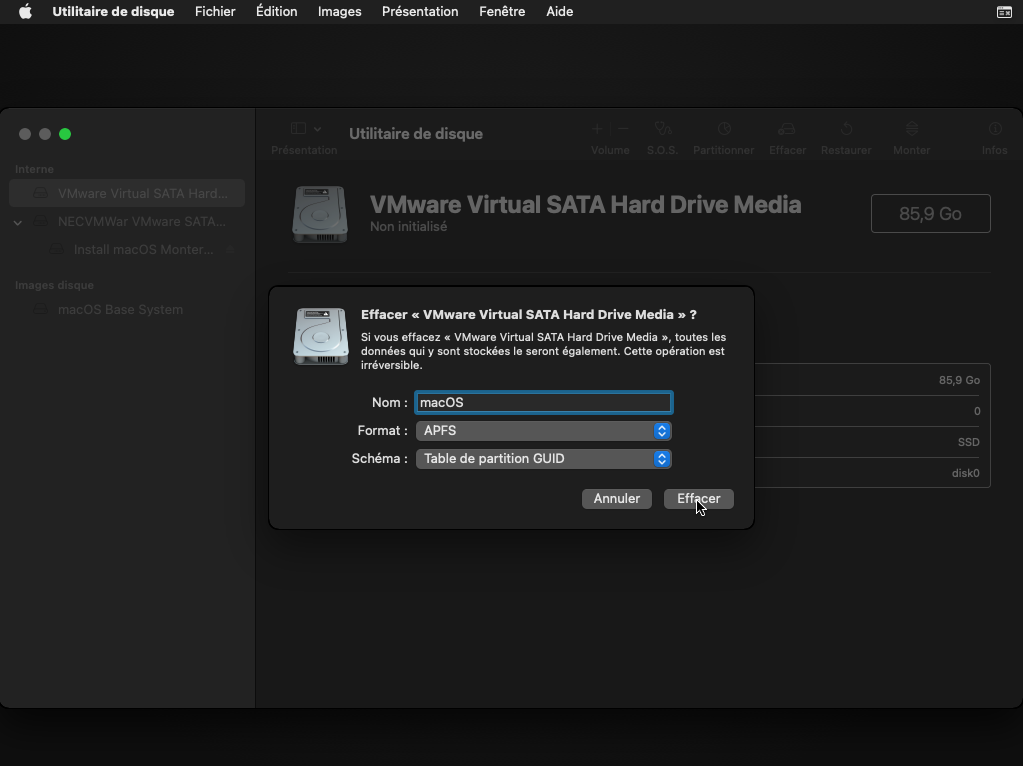 Utilitaire de disque Fichier Édition Images Présentation Fenêtre Aide
Utilitaire de disque
Présentation Volume S.O.S. Partitionner Effacer Restaurer Monter Infos
Interne
VMware Virtual SATA Hard...
NECVMWar VMware SATA...
Install macOS Monter...
Images disque
macOS Base System
VMware Virtual SATA Hard Drive Media
Non initialisé
85,9 Go
Effacer « VMware Virtual SATA Hard Drive Media » ?
Si vous effacez « VMware Virtual SATA Hard Drive Media », toutes les
données qui y sont stockées le seront également. Cette opération est
irréversible.
Nom : macOS
Format : APFS
Schéma : Table de partition GUID
Annuler Effacer
85,9 Go
0
SSD
disk0